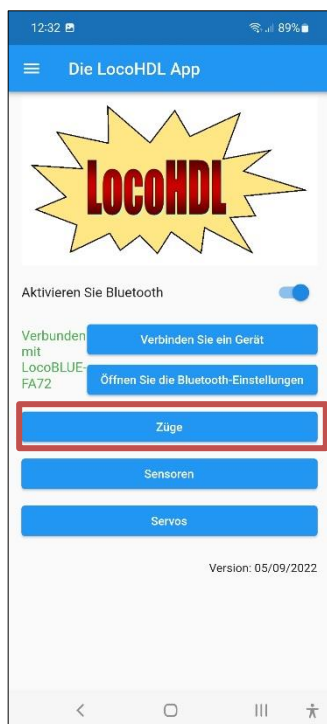 12:32 89%
Die LocoHDL App
LocoHDL
Aktivieren Sie Bluetooth
Verbunden
mit
LocoBLUE-
FA72
Verbinden Sie ein Gerät
Öffnen Sie die Bluetooth-Einstellungen
Züge
Sensoren
Servos
Version: 05/09/2022